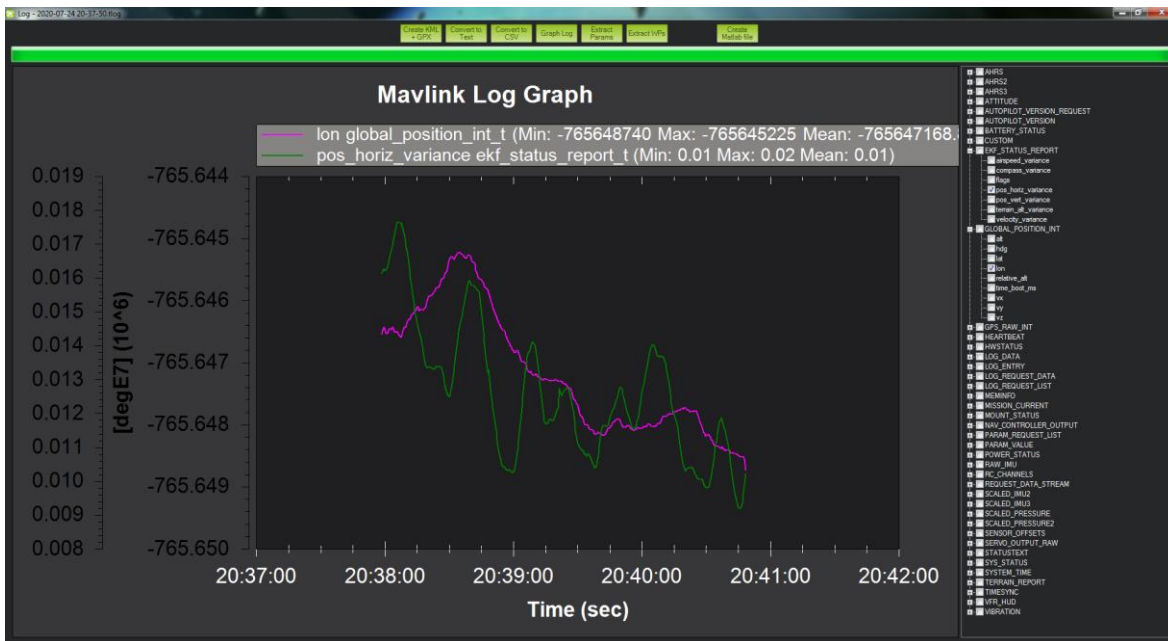 Log - 2020-07-24 20-37-50.tlog
Create KML + GPX
Convert to Text
Convert to CSV
Graph Log
Extract Params
Extract WPs
Create Matlab file
Mavlink Log Graph
lon global_position_int_t (Min: -765648740 Max: -765645225 Mean: -765647168.
pos_horiz_variance ekf_status_report_t (Min: 0.01 Max: 0.02 Mean: 0.01)
0.019
0.018
0.017
0.016
0.015
0.014
0.013
0.012
0.011
0.010
0.009
0.008
[degE7] (10^6)
-765.644
-765.645
-765.646
-765.647
-765.648
-765.649
-765.650
20:37:00 20:38:00 20:39:00 20:40:00 20:41:00 20:42:00
Time (sec)
AHRS
AHRS2
AHRS3
ATTITUDE
AUTOPILOT_VERSION_REQUEST
AUTOPILOT_VERSION
BATTERY_STATUS
CUSTOM
EKF_STATUS_REPORT
airspeed_variance
compass_variance
flags
pos_horiz_variance
pos_vert_variance
terrain_alt_variance
velocity_variance
GLOBAL_POSITION_INT
alt
hdg
lat
lon
relative_alt
time_boot_ms
vx
vy
vz
GPS_RAW_INT
HEARTBEAT
HWSTATUS
LOG_DATA
LOG_ENTRY
LOG_REQUEST_DATA
LOG_REQUEST_LIST
MEMINFO
MISSION_CURRENT
MOUNT_STATUS
NAV_CONTROLLER_OUTPUT
PARAM_REQUEST_LIST
PARAM_VALUE
POWER_STATUS
RAW_IMU
RC_CHANNELS
REQUEST_DATA_STREAM
SCALED_IMU2
SCALED_IMU3
SCALED_PRESSURE
SCALED_PRESSURE2
SENSOR_OFFSETS
SERVO_OUTPUT_RAW
STATUSTEXT
SYS_STATUS
SYSTEM_TIME
TERRAIN_REPORT
TIMESYNC
VFR_HUD
VIBRATION